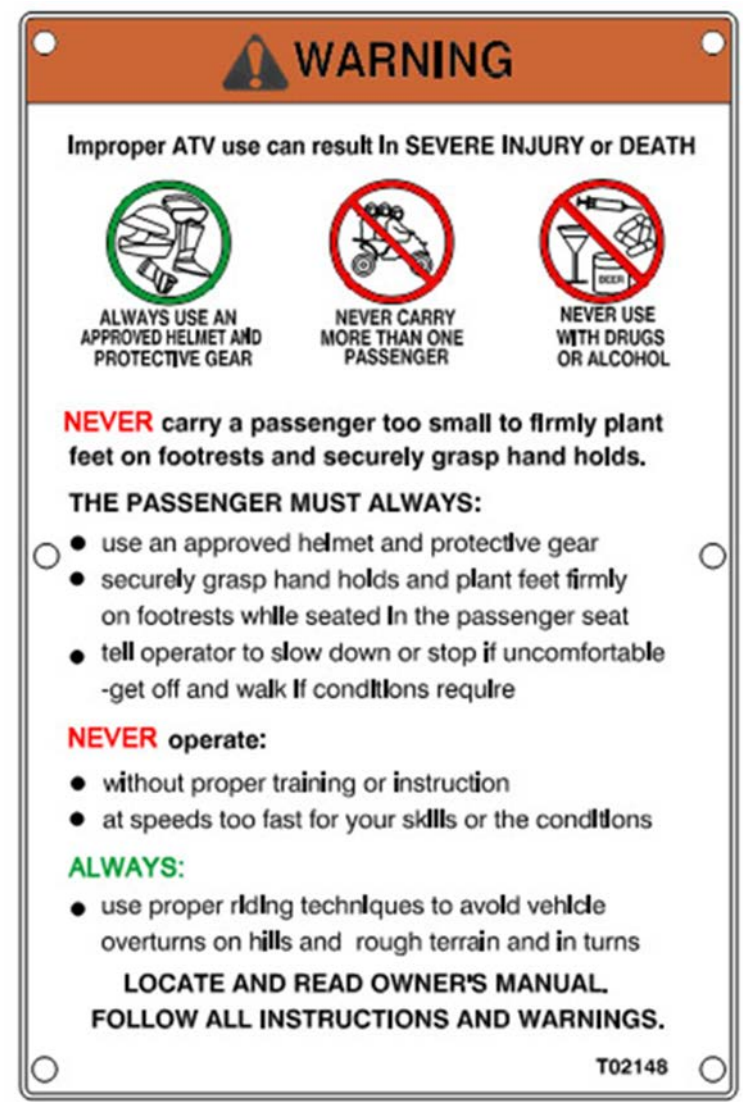 WARNING
Improper ATV use can result in SEVERE INJURY or DEATH
ALWAYS USE AN
APPROVED HELMET AND
PROTECTIVE GEAR
NEVER CARRY
MORE THAN ONE
PASSENGER
BEER
NEVER USE
WITH DRUGS
OR ALCOHOL
NEVER carry a passenger too small to firmly plant
feet on footrests and securely grasp hand holds.
THE PASSENGER MUST ALWAYS:
● use an approved helmet and protective gear
● securely grasp hand holds and plant feet firmly
on footrests while seated in the passenger seat
● tell operator to slow down or stop if uncomfortable
-get off and walk if conditions require
NEVER operate:
● without proper training or instruction
● at speeds too fast for your skills or the conditions
ALWAYS:
● use proper riding techniques to avoid vehicle
overturns on hills and rough terrain and in turns
LOCATE AND READ OWNER'S MANUAL.
FOLLOW ALL INSTRUCTIONS AND WARNINGS.
T02148